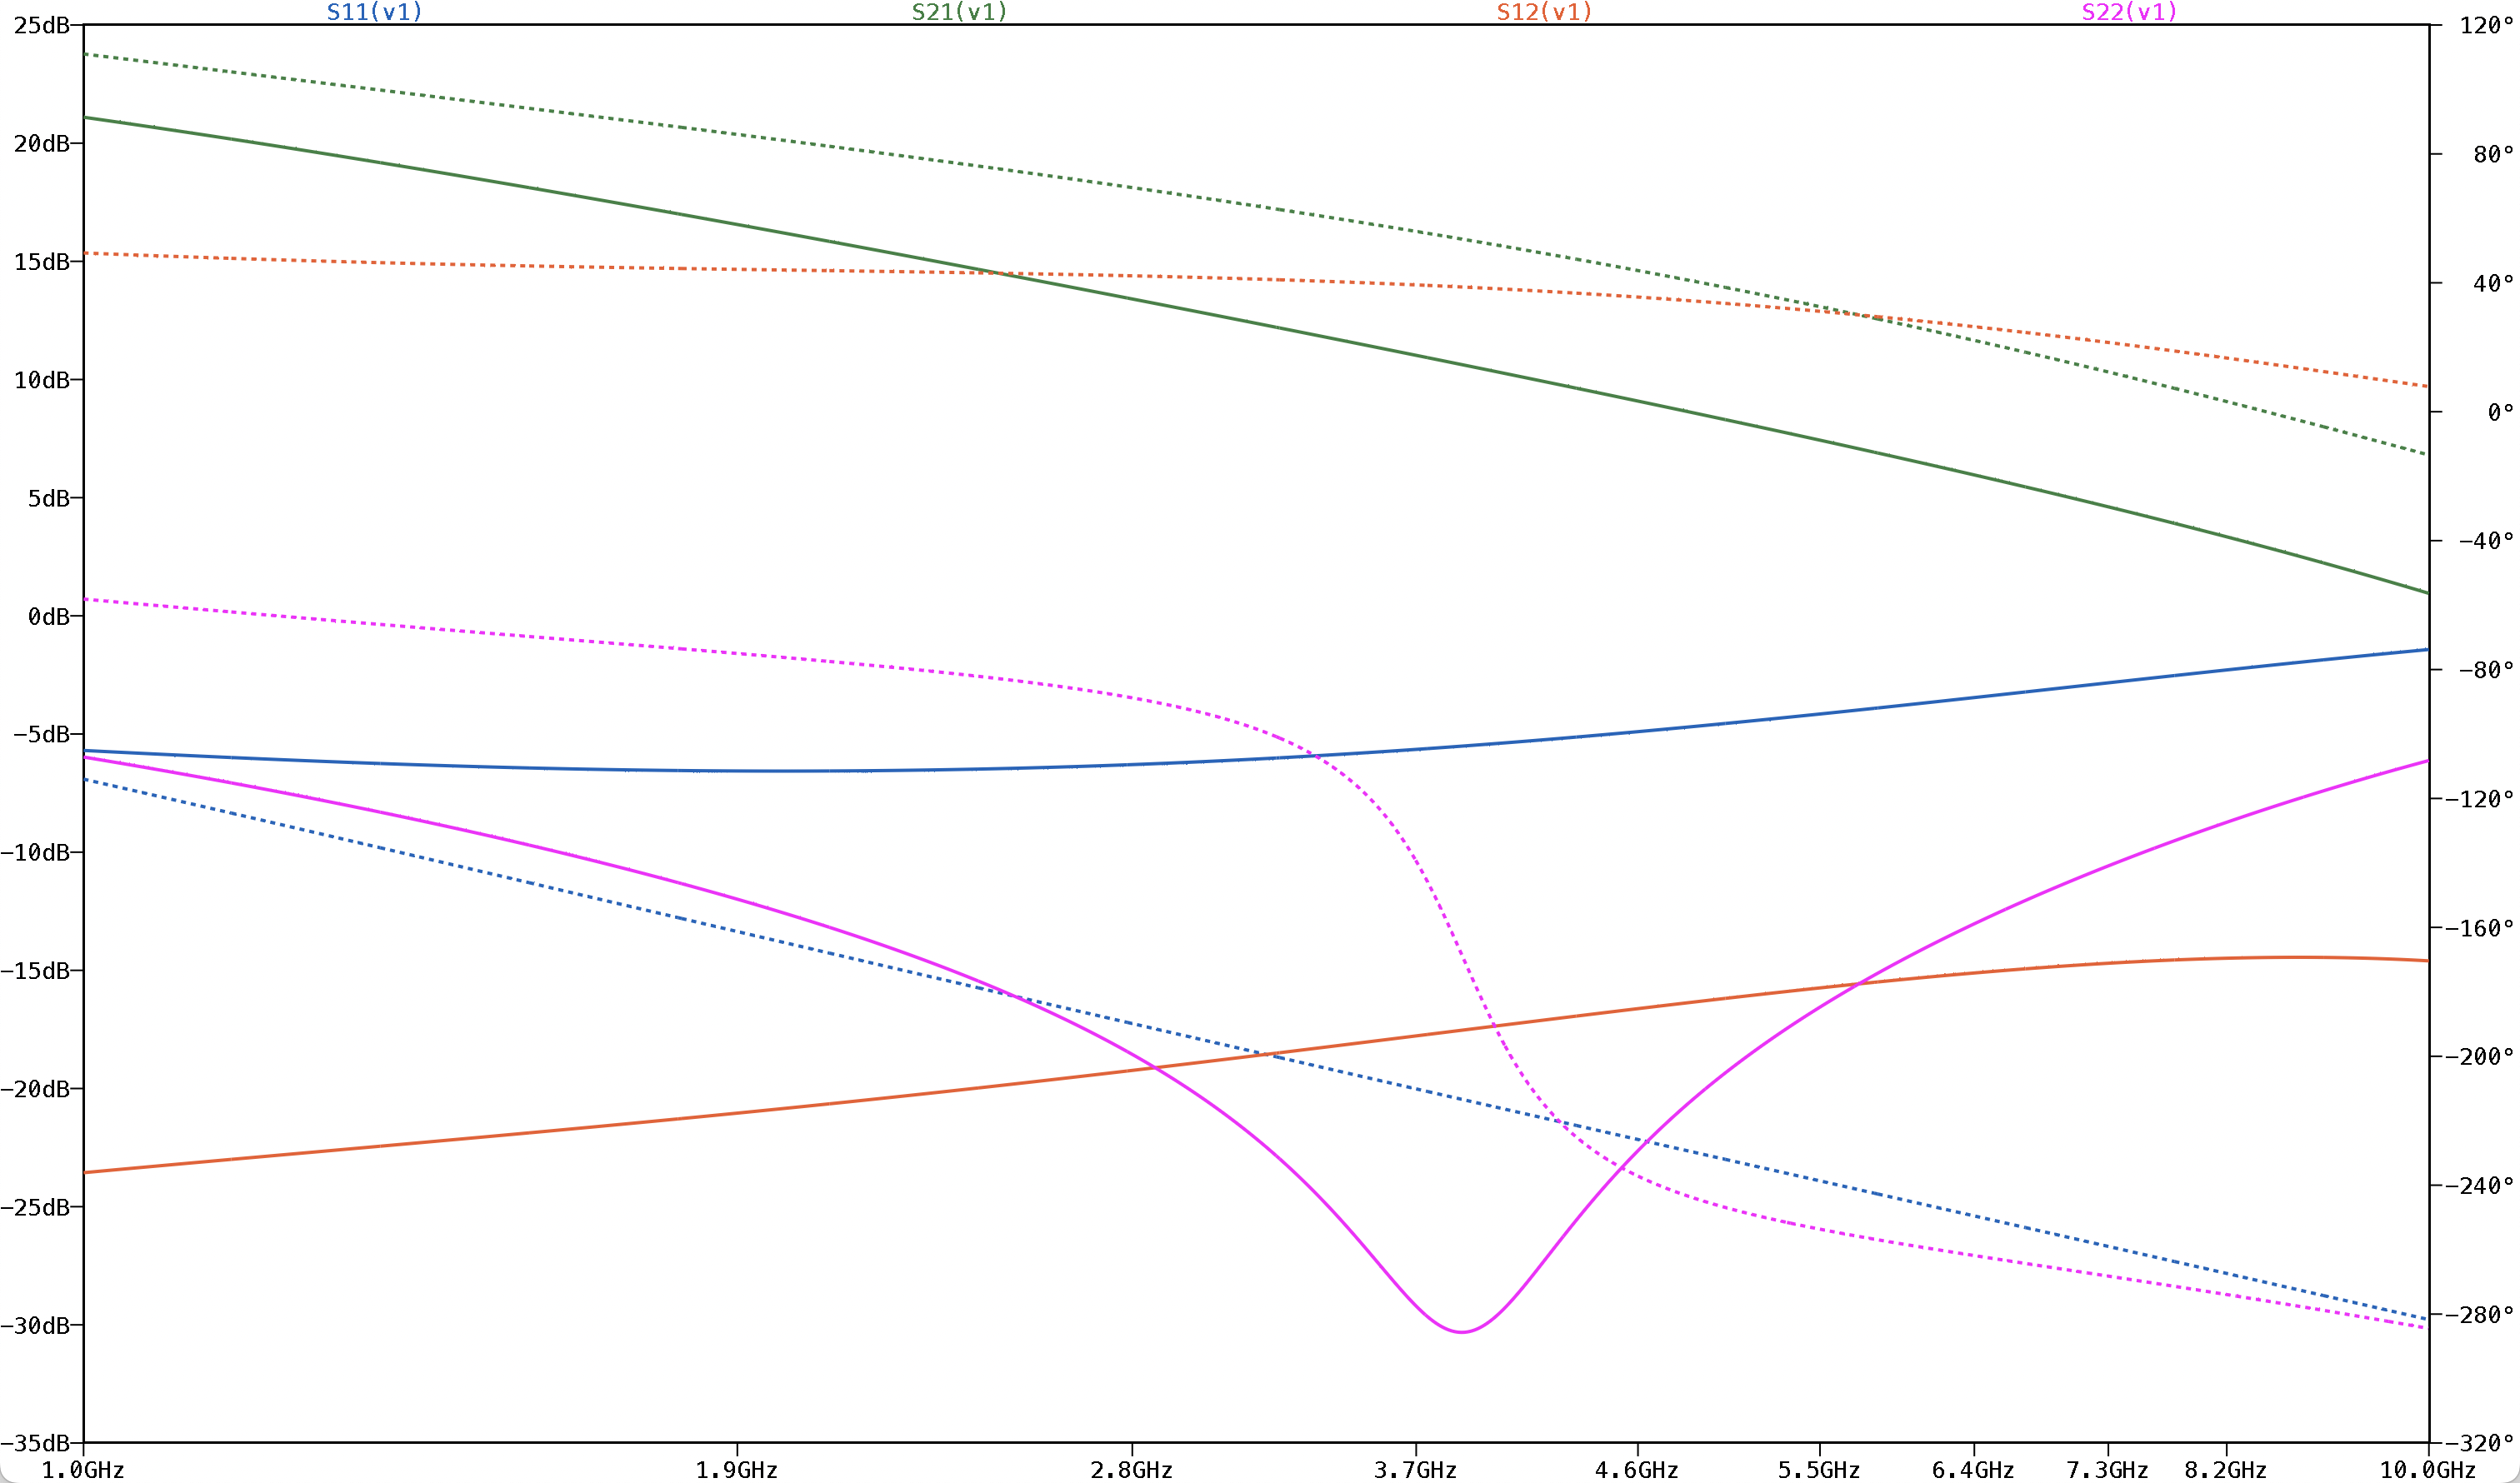 S11(v1) S21(v1) S12(v1) S22(v1)
25dB 120°
20dB
80°
15dB
40°
10dB
0°
5dB
−40°
0dB
−80°
−5dB
−120°
−10dB
−160°
−15dB
−200°
−20dB
−240°
−25dB
−280°
−30dB
−35dB −320°
1.0GHz 1.9GHz 2.8GHz 3.7GHz 4.6GHz 5.5GHz 6.4GHz 7.3GHz 8.2GHz 10.0GHz